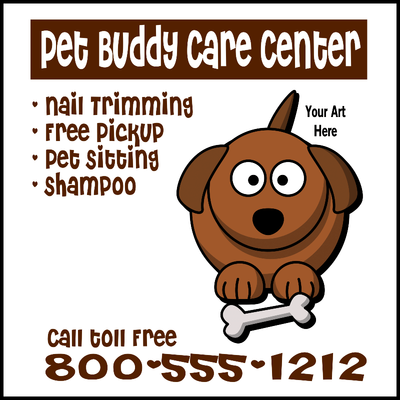 Pet Buddy Care Center
• Nail Trimming
• Free Pickup
• Pet Sitting
• Shampoo
Your Art
Here
Call Toll Free
800•555•1212